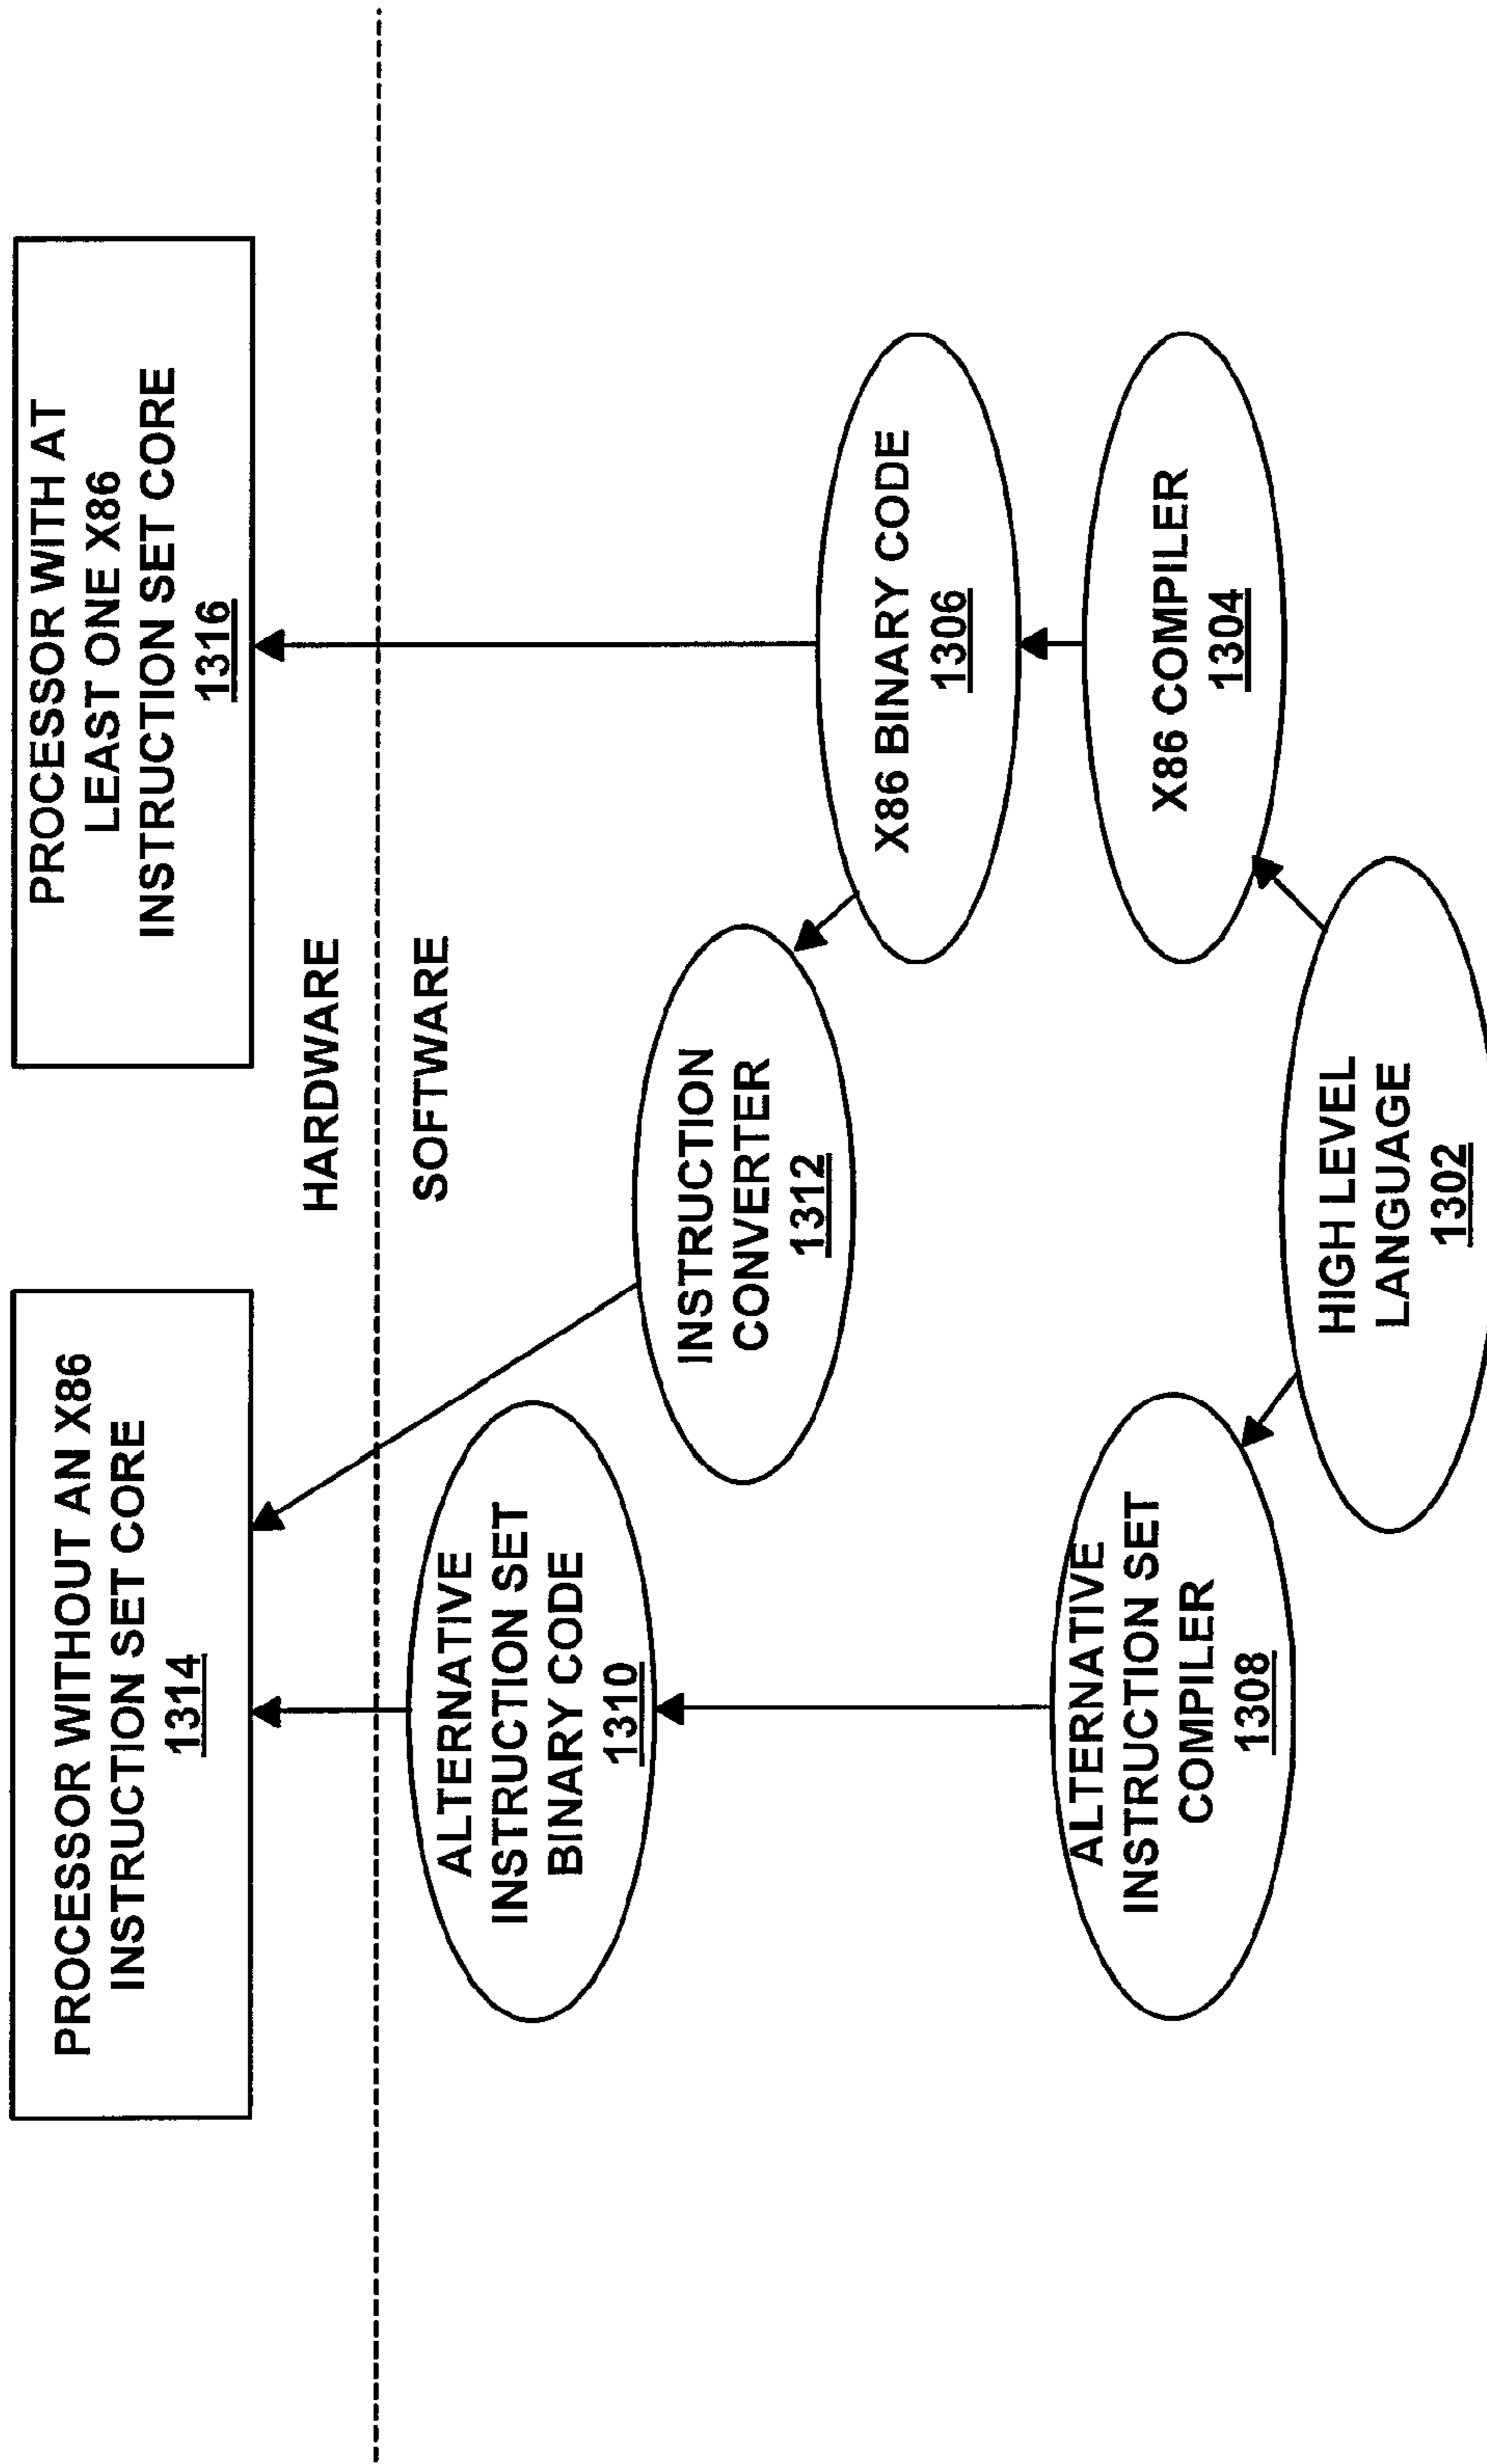 PROCESSOR WITHOUT AN X86
INSTRUCTION SET CORE
1314
PROCESSOR WITH AT
LEAST ONE X86
INSTRUCTION SET CORE
1316
HARDWARE
SOFTWARE
ALTERNATIVE
INSTRUCTION SET
BINARY CODE
1310
INSTRUCTION
CONVERTER
1312
X86 BINARY CODE
1306
ALTERNATIVE
INSTRUCTION SET
COMPILER
1308
X86 COMPILER
1304
HIGH LEVEL
LANGUAGE
1302